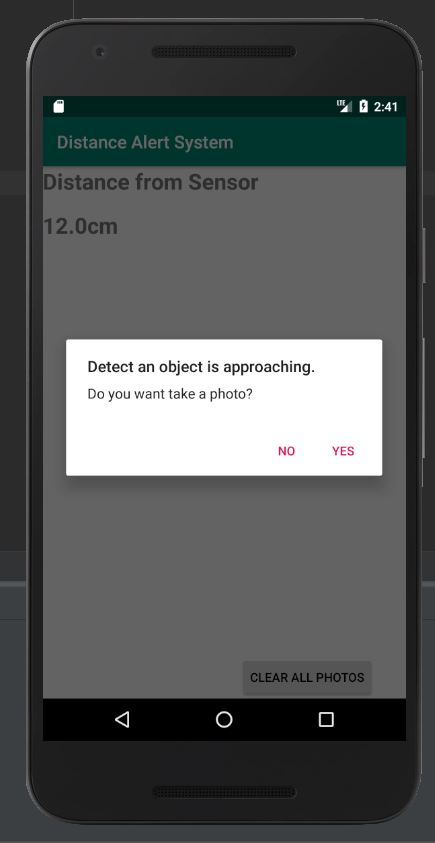 LTE 2:41
Distance Alert System
Distance from Sensor
12.0cm
Detect an object is approaching.
Do you want take a photo?
NO YES
CLEAR ALL PHOTOS